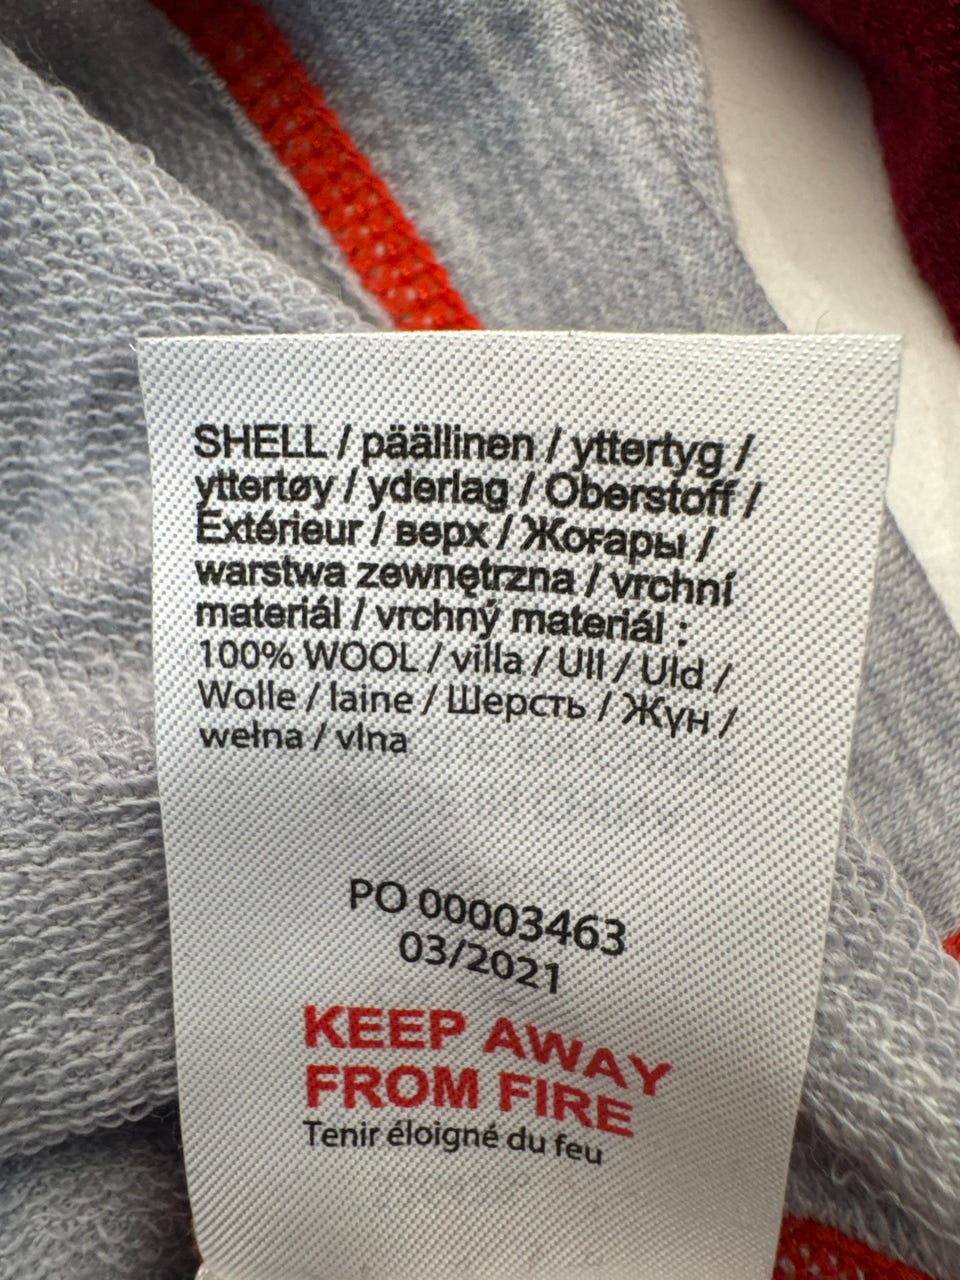 SHELL / päällinen / yttertyg /
yttertøy / yderlag / Oberstoff /
Extérieur / верх / Жоғары /
warstwa zewnętrzna / vrchní
materiál / vrchný materiál :
100% WOOL / villa / Ull / Uld /
Wolle / laine / Шерсть / Жүн /
wełna / vlna
PO 00003463
03/2021
KEEP AWAY
FROM FIRE
Tenir éloigné du feu